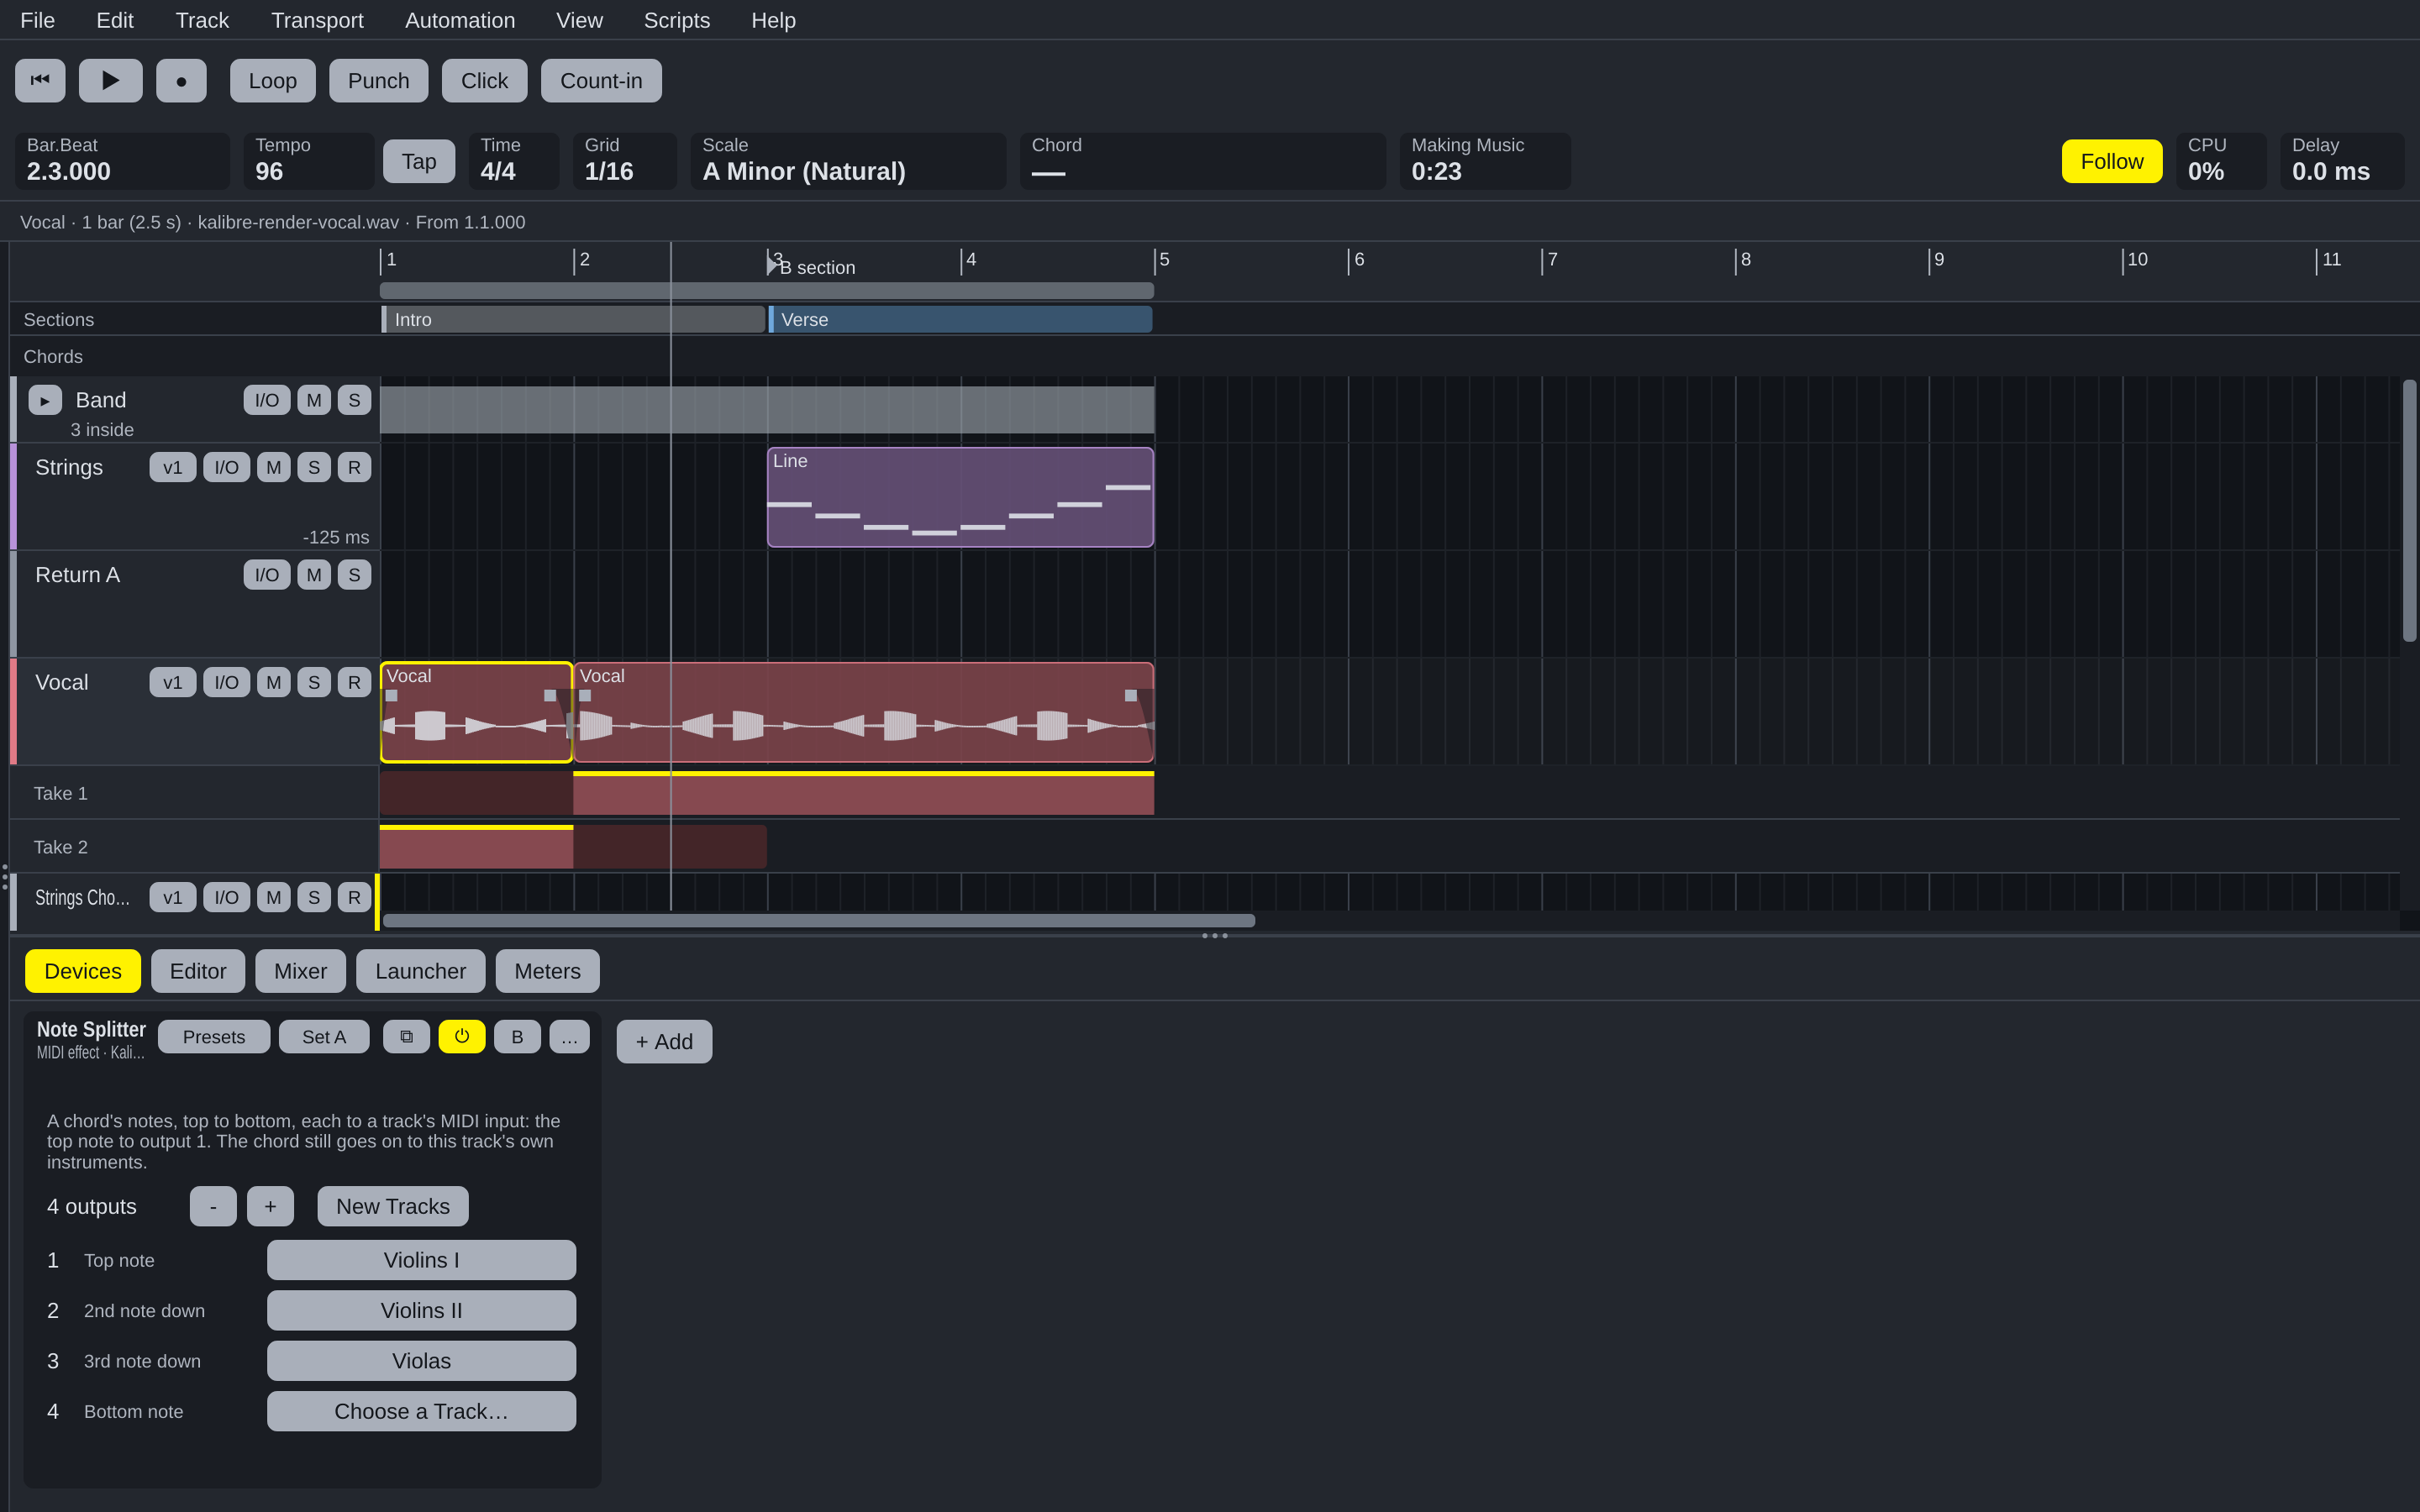 File Edit Track Transport Automation View Scripts Help
Loop Punch Click Count-in
Bar.Beat Tempo Time Grid Scale Chord Making Music CPU Delay
2.3.000 96 Tap 4/4 1/16 A Minor (Natural) — 0:23 Follow 0% 0.0 ms
Vocal · 1 bar (2.5 s) · kalibre-render-vocal.wav · From 1.1.000
1 2 3 4 5 6 7 8 9 10 11
B section
Sections Intro Verse
Chords
Band I/O M S
3 inside
Strings v1 I/O M S R Line
-125 ms
Return A I/O M S
Vocal v1 I/O M S R Vocal Vocal
Take 1
Take 2
Strings Cho… v1 I/O M S R
Devices Editor Mixer Launcher Meters
Note Splitter Presets Set A B … + Add
MIDI effect · Kali…
A chord's notes, top to bottom, each to a track's MIDI input: the
top note to output 1. The chord still goes on to this track's own
instruments.
4 outputs - + New Tracks
1 Top note Violins I
2 2nd note down Violins II
3 3rd note down Violas
4 Bottom note Choose a Track…